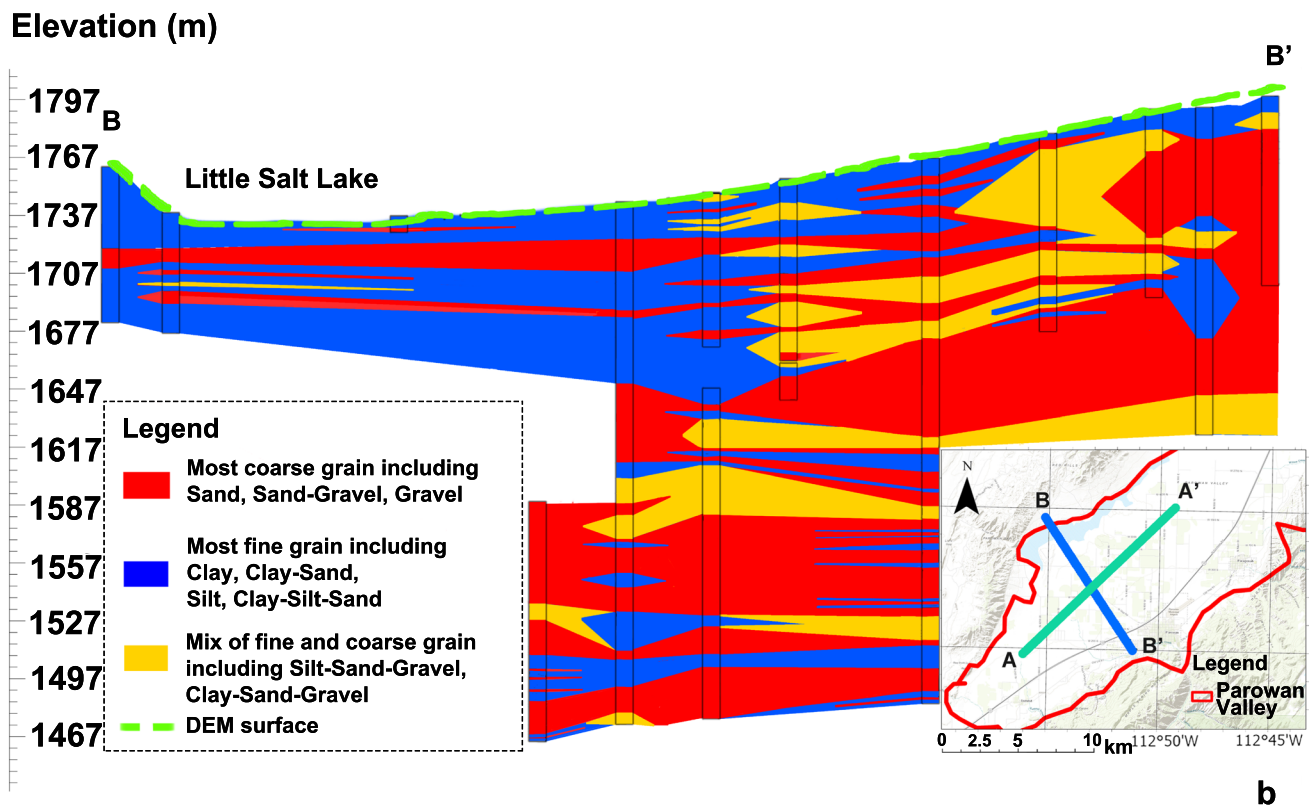 Elevation (m)
B'
1797
B
1767
Little Salt Lake
1737
1707
1677
1647
1617
1587
1557
1527
1497
1467
Legend
Most coarse grain including
Sand, Sand-Gravel, Gravel
Most fine grain including
Clay, Clay-Sand,
Silt, Clay-Silt-Sand
Mix of fine and coarse grain
including Silt-Sand-Gravel,
Clay-Sand-Gravel
DEM surface
N
B
A'
A
B'
Legend
Parowan
Valley
0 2.5 5 10 km
112°50'W 112°45'W
b